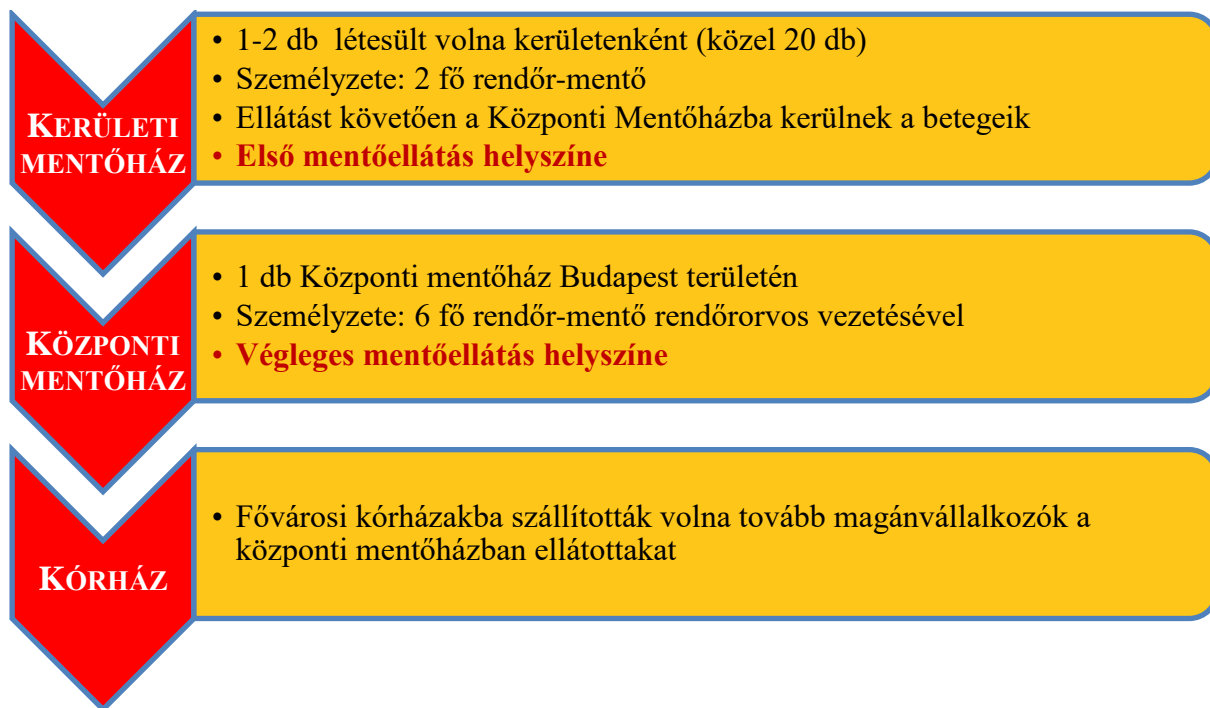 KERÜLETI
MENTŐHÁZ
• 1-2 db létesült volna kerületenként (közel 20 db)
• Személyzete: 2 fő rendőr-mentő
• Ellátást követően a Központi Mentőházba kerülnek a betegeik
• Első mentőellátás helyszíne
KÖZPONTI
MENTŐHÁZ
• 1 db Központi mentőház Budapest területén
• Személyzete: 6 fő rendőr-mentő rendőrorvos vezetésével
• Végleges mentőellátás helyszíne
KÓRHÁZ
• Fővárosi kórházakba szállították volna tovább magánvállalkozók a
központi mentőházban ellátottakat